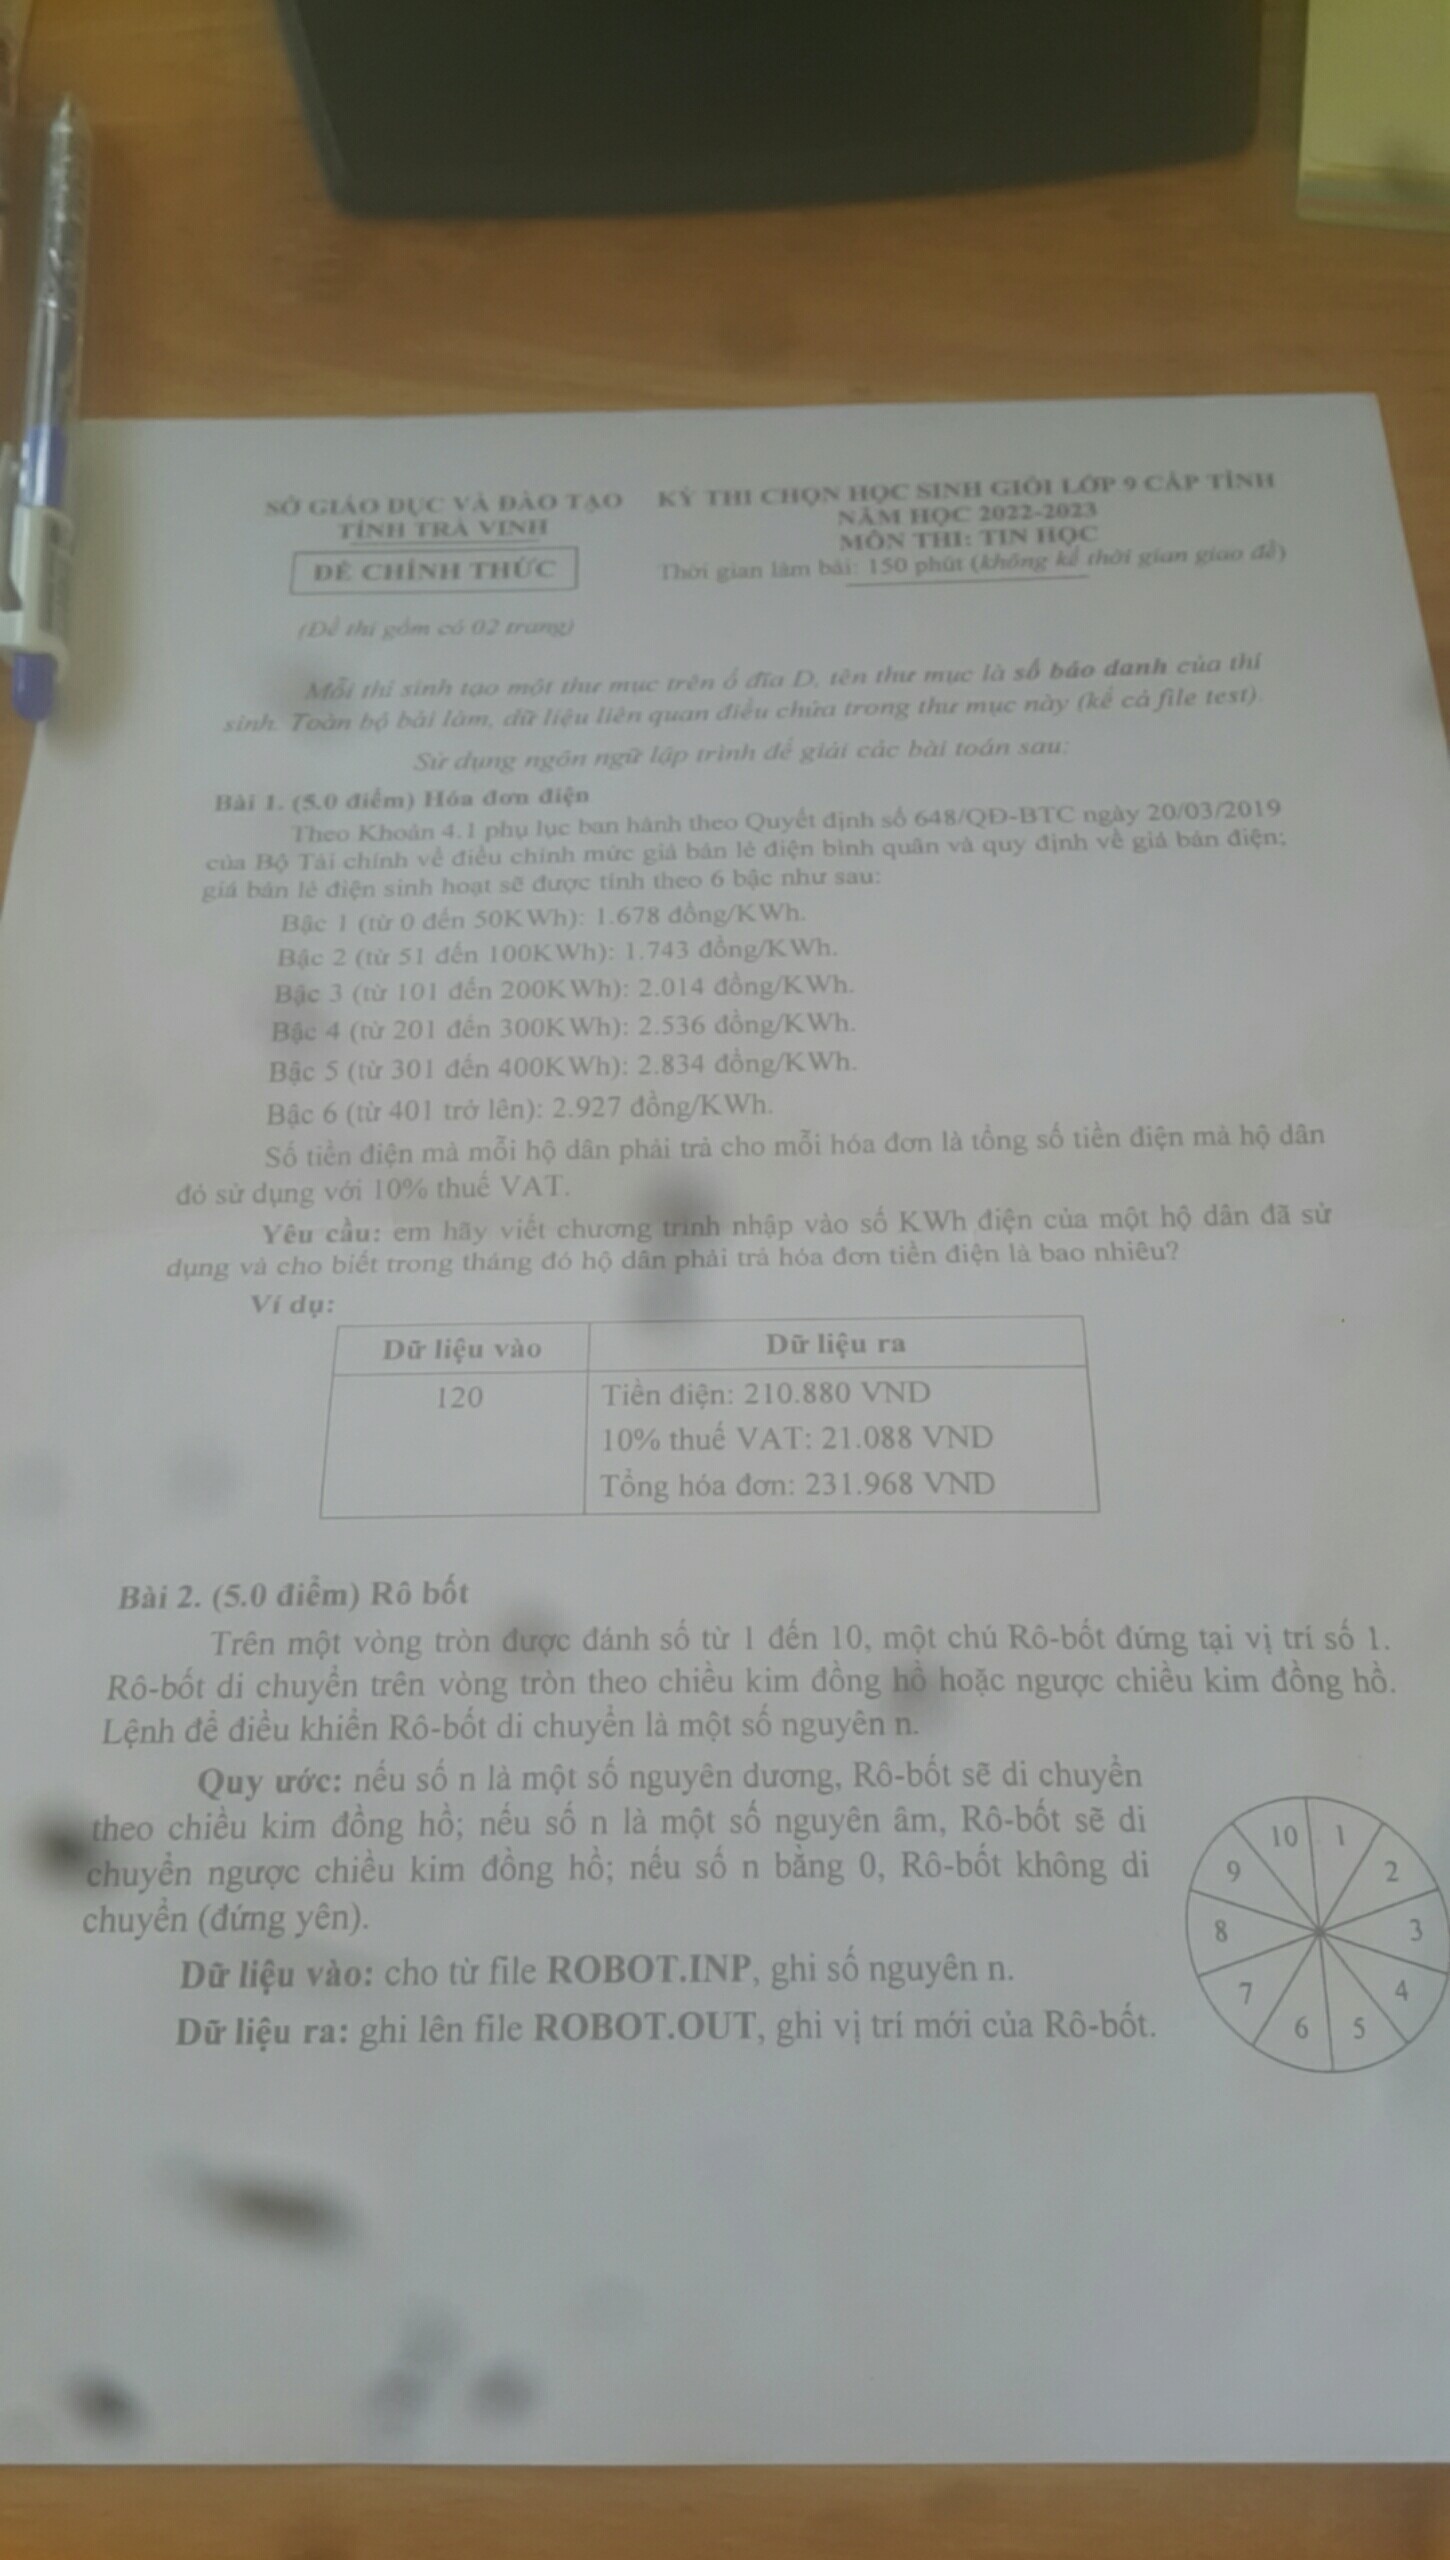 SỞ GIÁO DỤC VÀ ĐÀO TẠO
TỈNH TRÀ VINH
ĐỀ CHÍNH THỨC
(Đề thi gồm có 02 trang)
KỲ THI CHỌN HỌC SINH GIỎI LỚP 9 CẤP TỈNH
NĂM HỌC 2022-2023
MÔN THI: TIN HỌC
Thời gian làm bài: 150 phút (không kể thời gian giao đề)
Mỗi thí sinh tạo một thư mục trên ổ đĩa D, tên thư mục là số báo danh của thí
sinh. Toàn bộ bài làm, dữ liệu liên quan điều chứa trong thư mục này (kể cả file test).
Sử dụng ngôn ngữ lập trình để giải các bài toán sau:
Bài 1. (5.0 điểm) Hóa đơn điện
Theo Khoản 4.1 phụ lục ban hành theo Quyết định số 648/QĐ-BTC ngày 20/03/2019
của Bộ Tài chính về điều chỉnh mức giá bán lẻ điện bình quân và quy định về giá bán điện;
giá bán lẻ điện sinh hoạt sẽ được tính theo 6 bậc như sau:
Bậc 1 (từ 0 đến 50KWh): 1.678 đồng/KWh.
Bậc 2 (từ 51 đến 100KWh): 1.743 đồng/KWh.
Bậc 3 (từ 101 đến 200KWh): 2.014 đồng/KWh.
Bậc 4 (từ 201 đến 300KWh): 2.536 đồng/KWh.
Bậc 5 (từ 301 đến 400KWh): 2.834 đồng/KWh.
Bậc 6 (từ 401 trở lên): 2.927 đồng/KWh.
Số tiền điện mà mỗi hộ dân phải trả cho mỗi hóa đơn là tổng số tiền điện mà hộ dân
đó sử dụng với 10% thuế VAT.
Yêu cầu: em hãy viết chương trình nhập vào số KWh điện của một hộ dân đã sử
dụng và cho biết trong tháng đó hộ dân phải trả hóa đơn tiền điện là bao nhiêu?
Ví dụ:
Dữ liệu vào
Dữ liệu ra
120
Tiền điện: 210.880 VND
10% thuế VAT: 21.088 VND
Tổng hóa đơn: 231.968 VND
Bài 2. (5.0 điểm) Rô bốt
Trên một vòng tròn được đánh số từ 1 đến 10, một chú Rô-bốt đứng tại vị trí số 1.
Rô-bốt di chuyển trên vòng tròn theo chiều kim đồng hồ hoặc ngược chiều kim đồng hồ.
Lệnh để điều khiển Rô-bốt di chuyển là một số nguyên n.
Quy ước: nếu số n là một số nguyên dương, Rô-bốt sẽ di chuyển
theo chiều kim đồng hồ; nếu số n là một số nguyên âm, Rô-bốt sẽ di
chuyển ngược chiều kim đồng hồ; nếu số n bằng 0, Rô-bốt không di
chuyển (đứng yên).
Dữ liệu vào: cho từ file ROBOT.INP, ghi số nguyên n.
Dữ liệu ra: ghi lên file ROBOT.OUT, ghi vị trí mới của Rô-bốt.
10 1
9 2
8 3
7 4
6 5